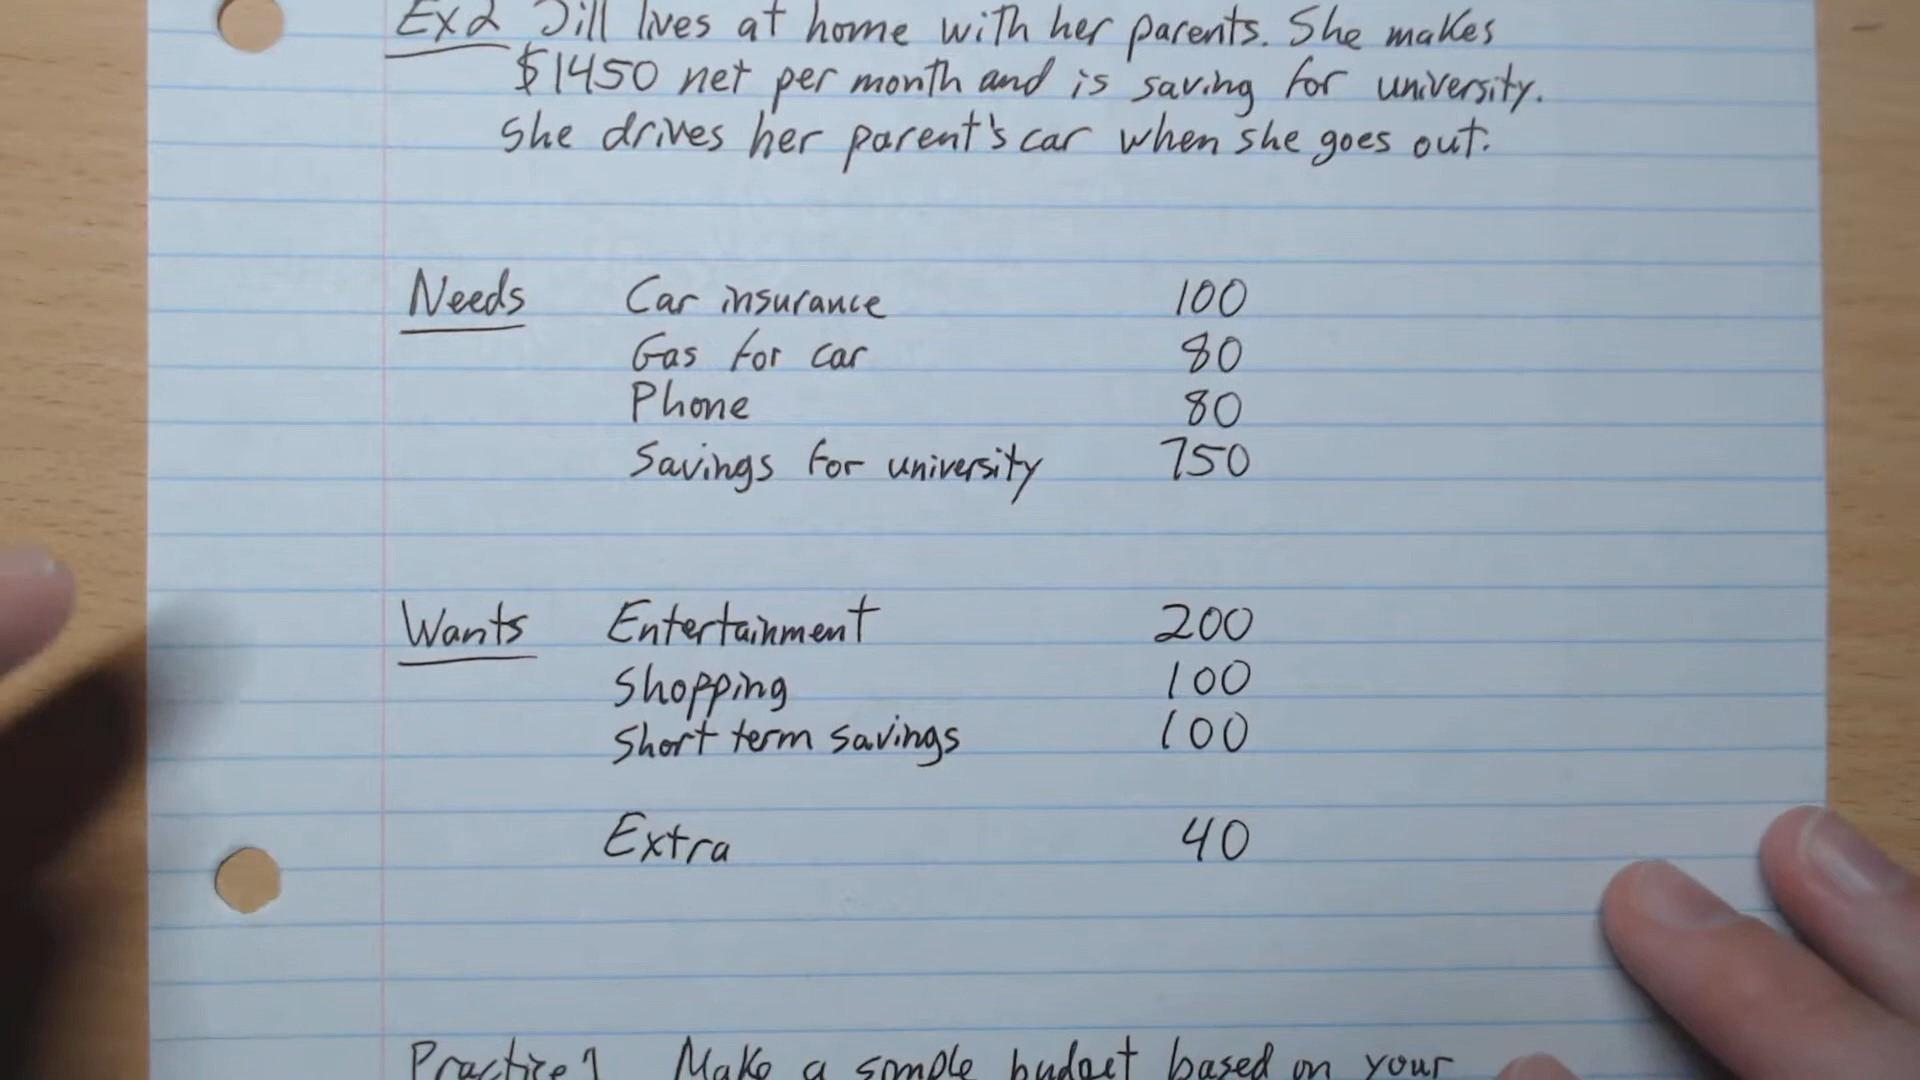 Ex2 Jill lives at home with her parents. She makes
$1450 net per month and is saving for university.
She drives her parent's car when she goes out.
Needs Car insurance 100
Gas for car 80
Phone 80
Savings for university 750
Wants Entertainment 200
Shopping 100
Short term savings 100
Extra 40
Practice 1 Make a simple budget based on your